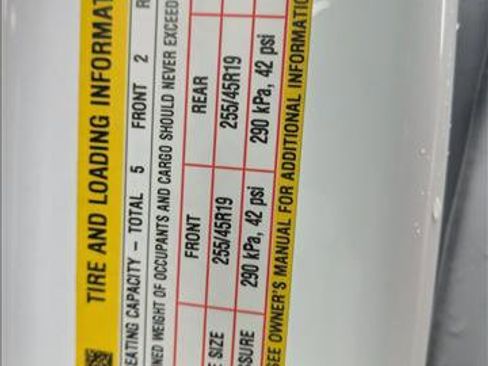 TIRE AND LOADING INFORMAT
EATING CAPACITY – TOTAL 5 FRONT 2 R
NED WEIGHT OF OCCUPANTS AND CARGO SHOULD NEVER EXCEED
FRONT REAR
E SIZE 255/45R19 255/45R19
SSURE 290 kPa, 42 psi 290 kPa, 42 psi
SEE OWNER'S MANUAL FOR ADDITIONAL INFORMATIO